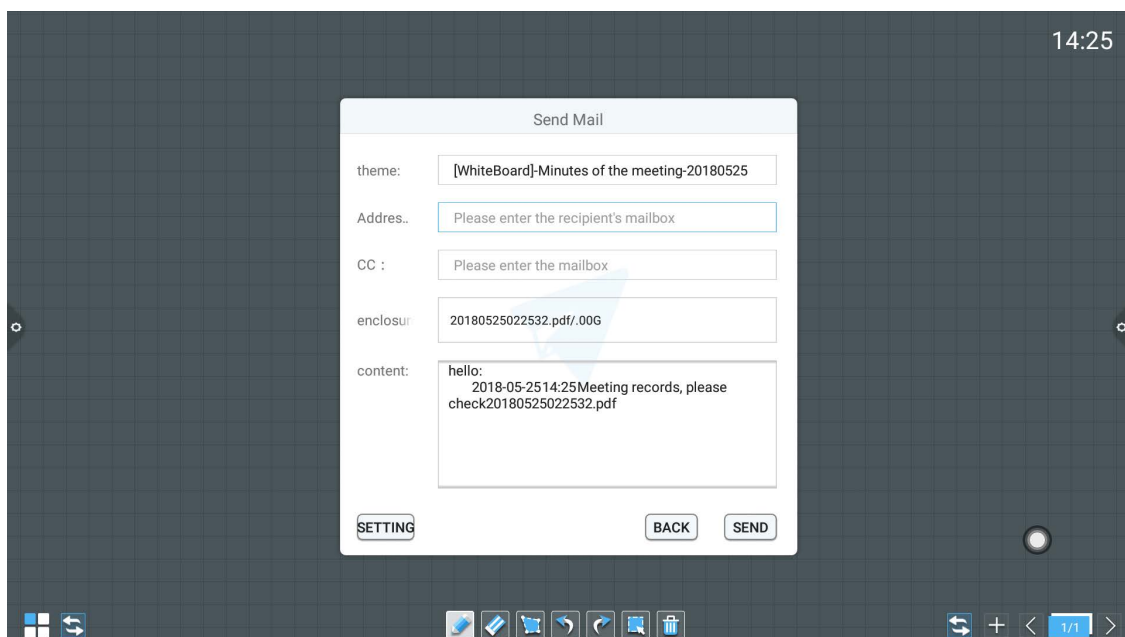 14:25
Send Mail
theme:
[WhiteBoard]-Minutes of the meeting-20180525
Addres..
Please enter the recipient's mailbox
CC :
Please enter the mailbox
enclosur
20180525022532.pdf/.00G
content:
hello:
2018-05-2514:25Meeting records, please
check20180525022532.pdf
SETTING
BACK
SEND
1/1